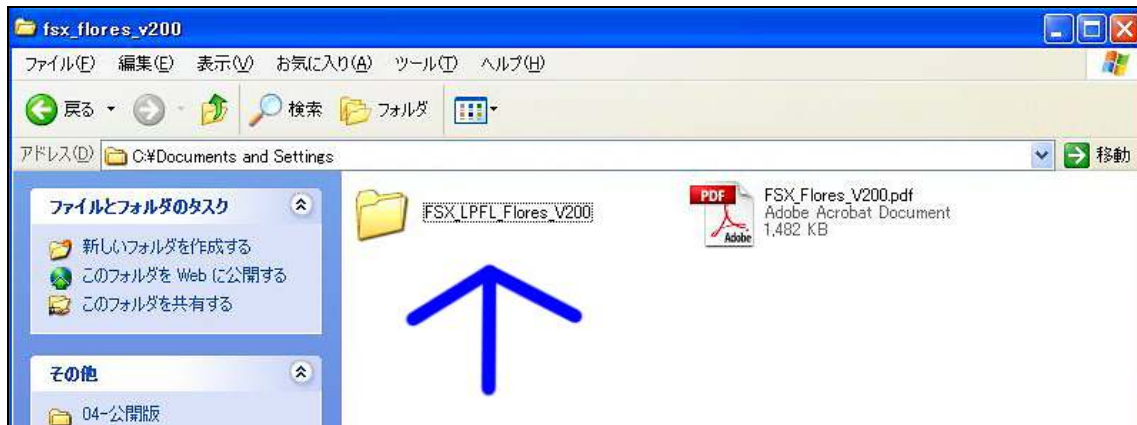 fsx_flores_v200
ファイル(F) 編集(E) 表示(V) お気に入り(A) ツール(T) ヘルプ(H)
戻る 検索 フォルダ
アドレス(D) C:¥Documents and Settings 移動
ファイルとフォルダのタスク
新しいフォルダを作成する
このフォルダを Web に公開する
このフォルダを共有する
その他
04-公開版
FSX_LPFL_Flores_V200
PDF
Adobe
FSX_Flores_V200.pdf
Adobe Acrobat Document
1,482 KB